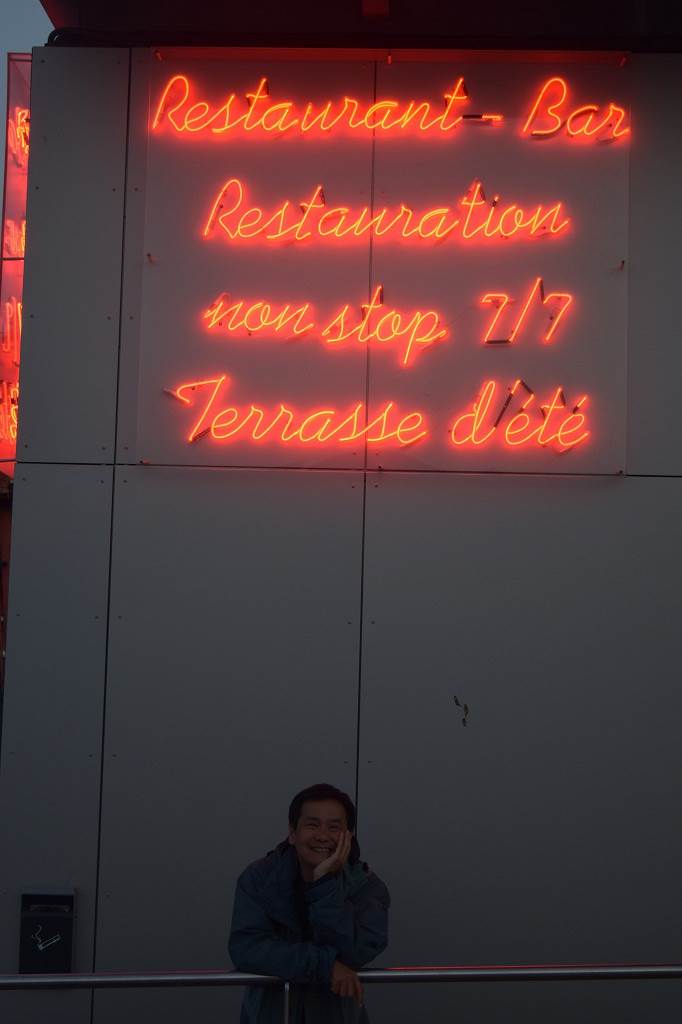 Restaurant - Bar
Restauration
non stop 7/7
Terrasse d'été